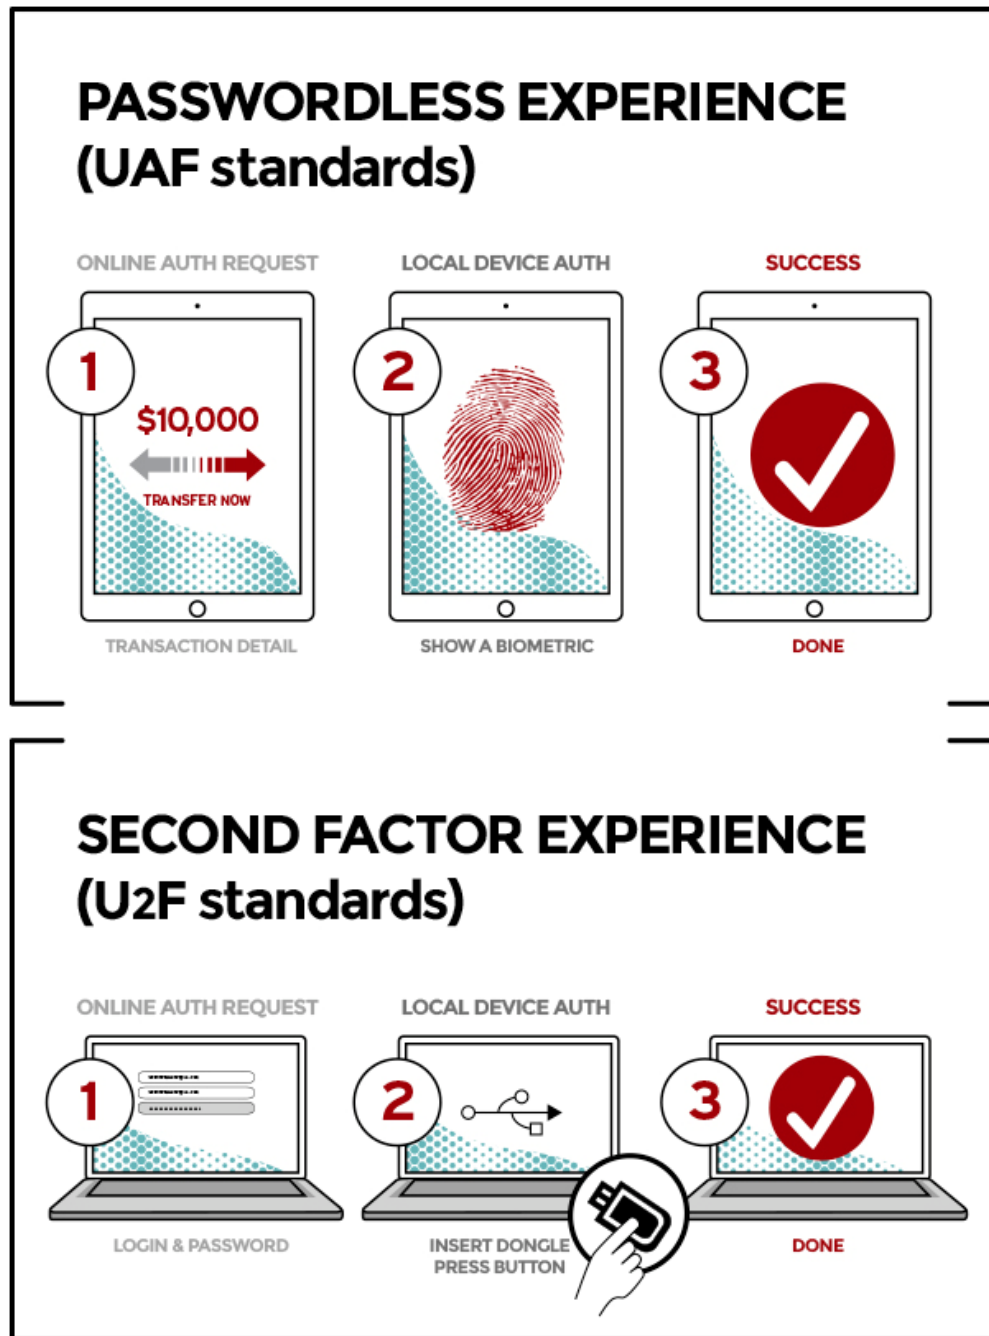 PASSWORDLESS EXPERIENCE
(UAF standards)
ONLINE AUTH REQUEST
LOCAL DEVICE AUTH
SUCCESS
1
2
3
$10,000
TRANSFER NOW
TRANSACTION DETAIL
SHOW A BIOMETRIC
DONE
SECOND FACTOR EXPERIENCE
(U2F standards)
ONLINE AUTH REQUEST
LOCAL DEVICE AUTH
SUCCESS
1
2
3
LOGIN & PASSWORD
INSERT DONGLE
PRESS BUTTON
DONE